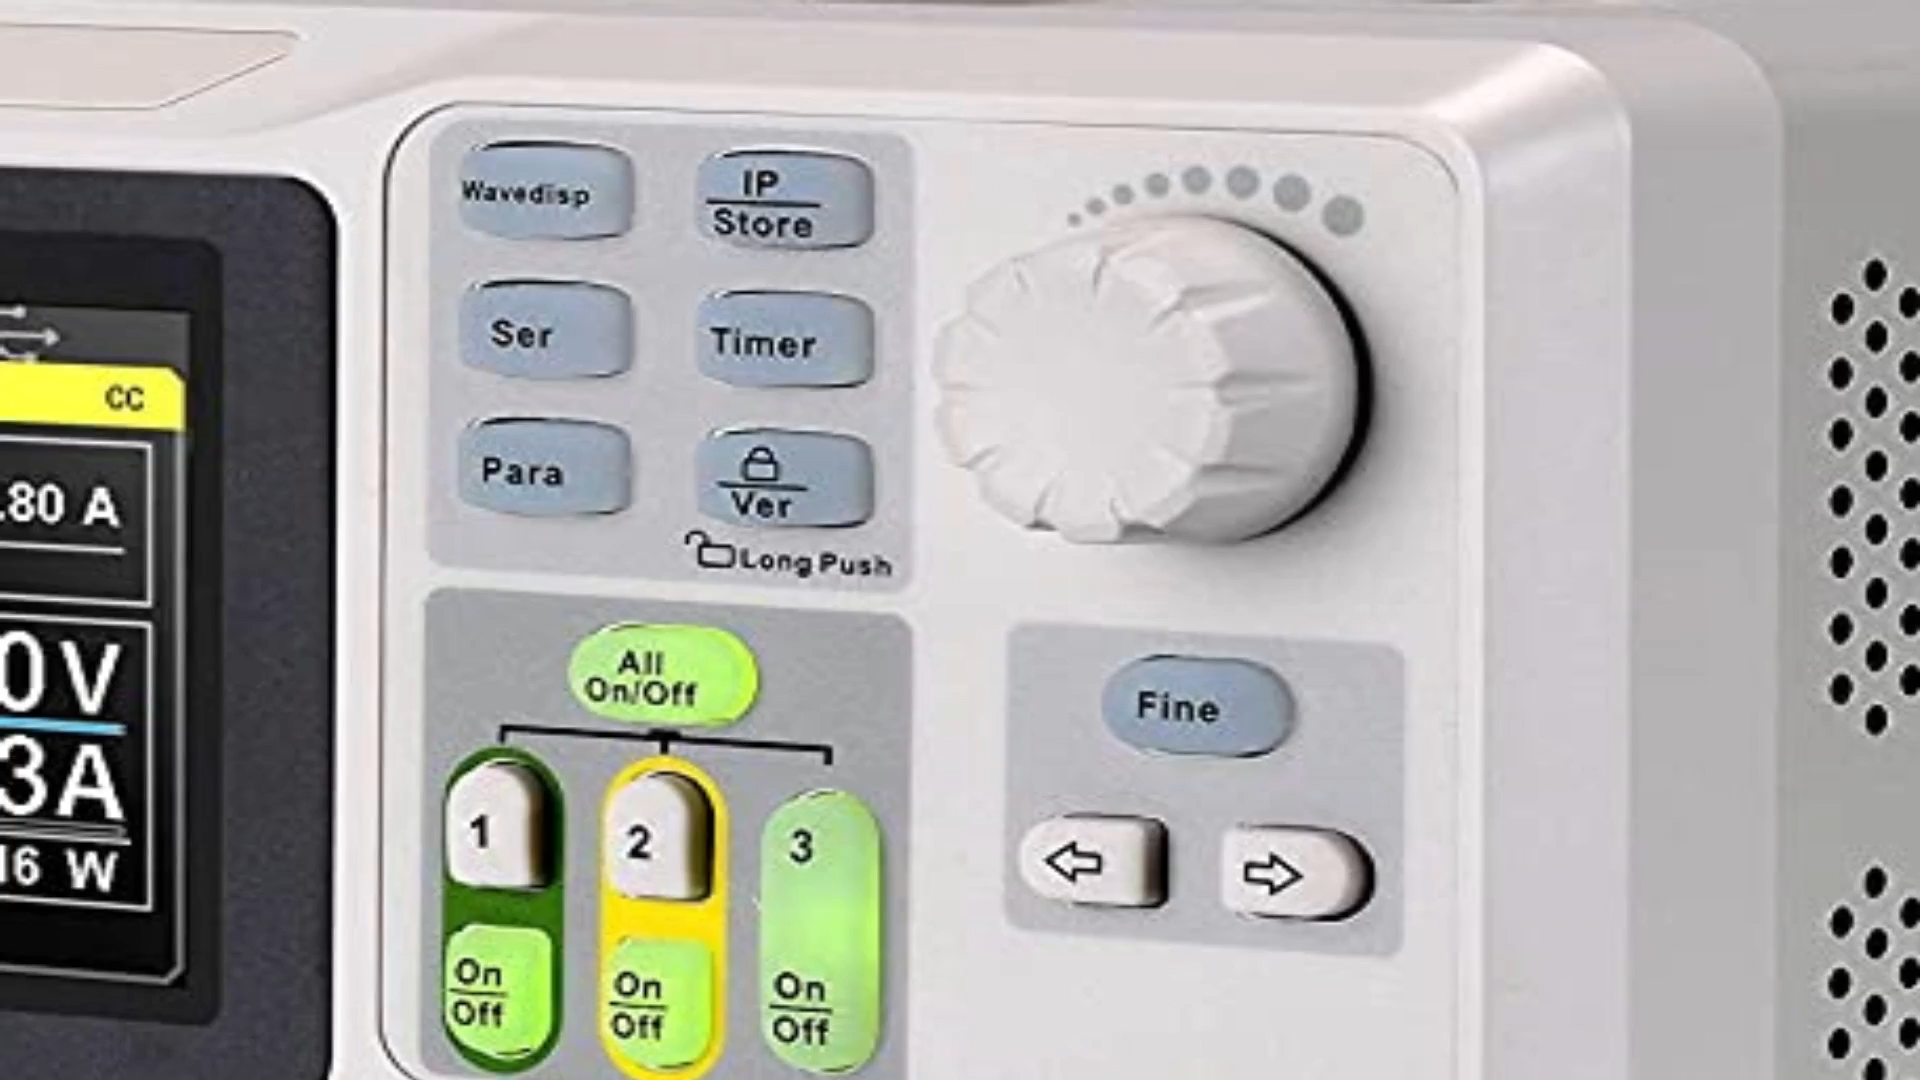 CC
.80 A
0V
3A
16 W
Wavedisp
IP
Store
Ser
Timer
Para
Ver
Long Push
All
On/Off
1
2
3
On
Off
On
Off
On
Off
Fine